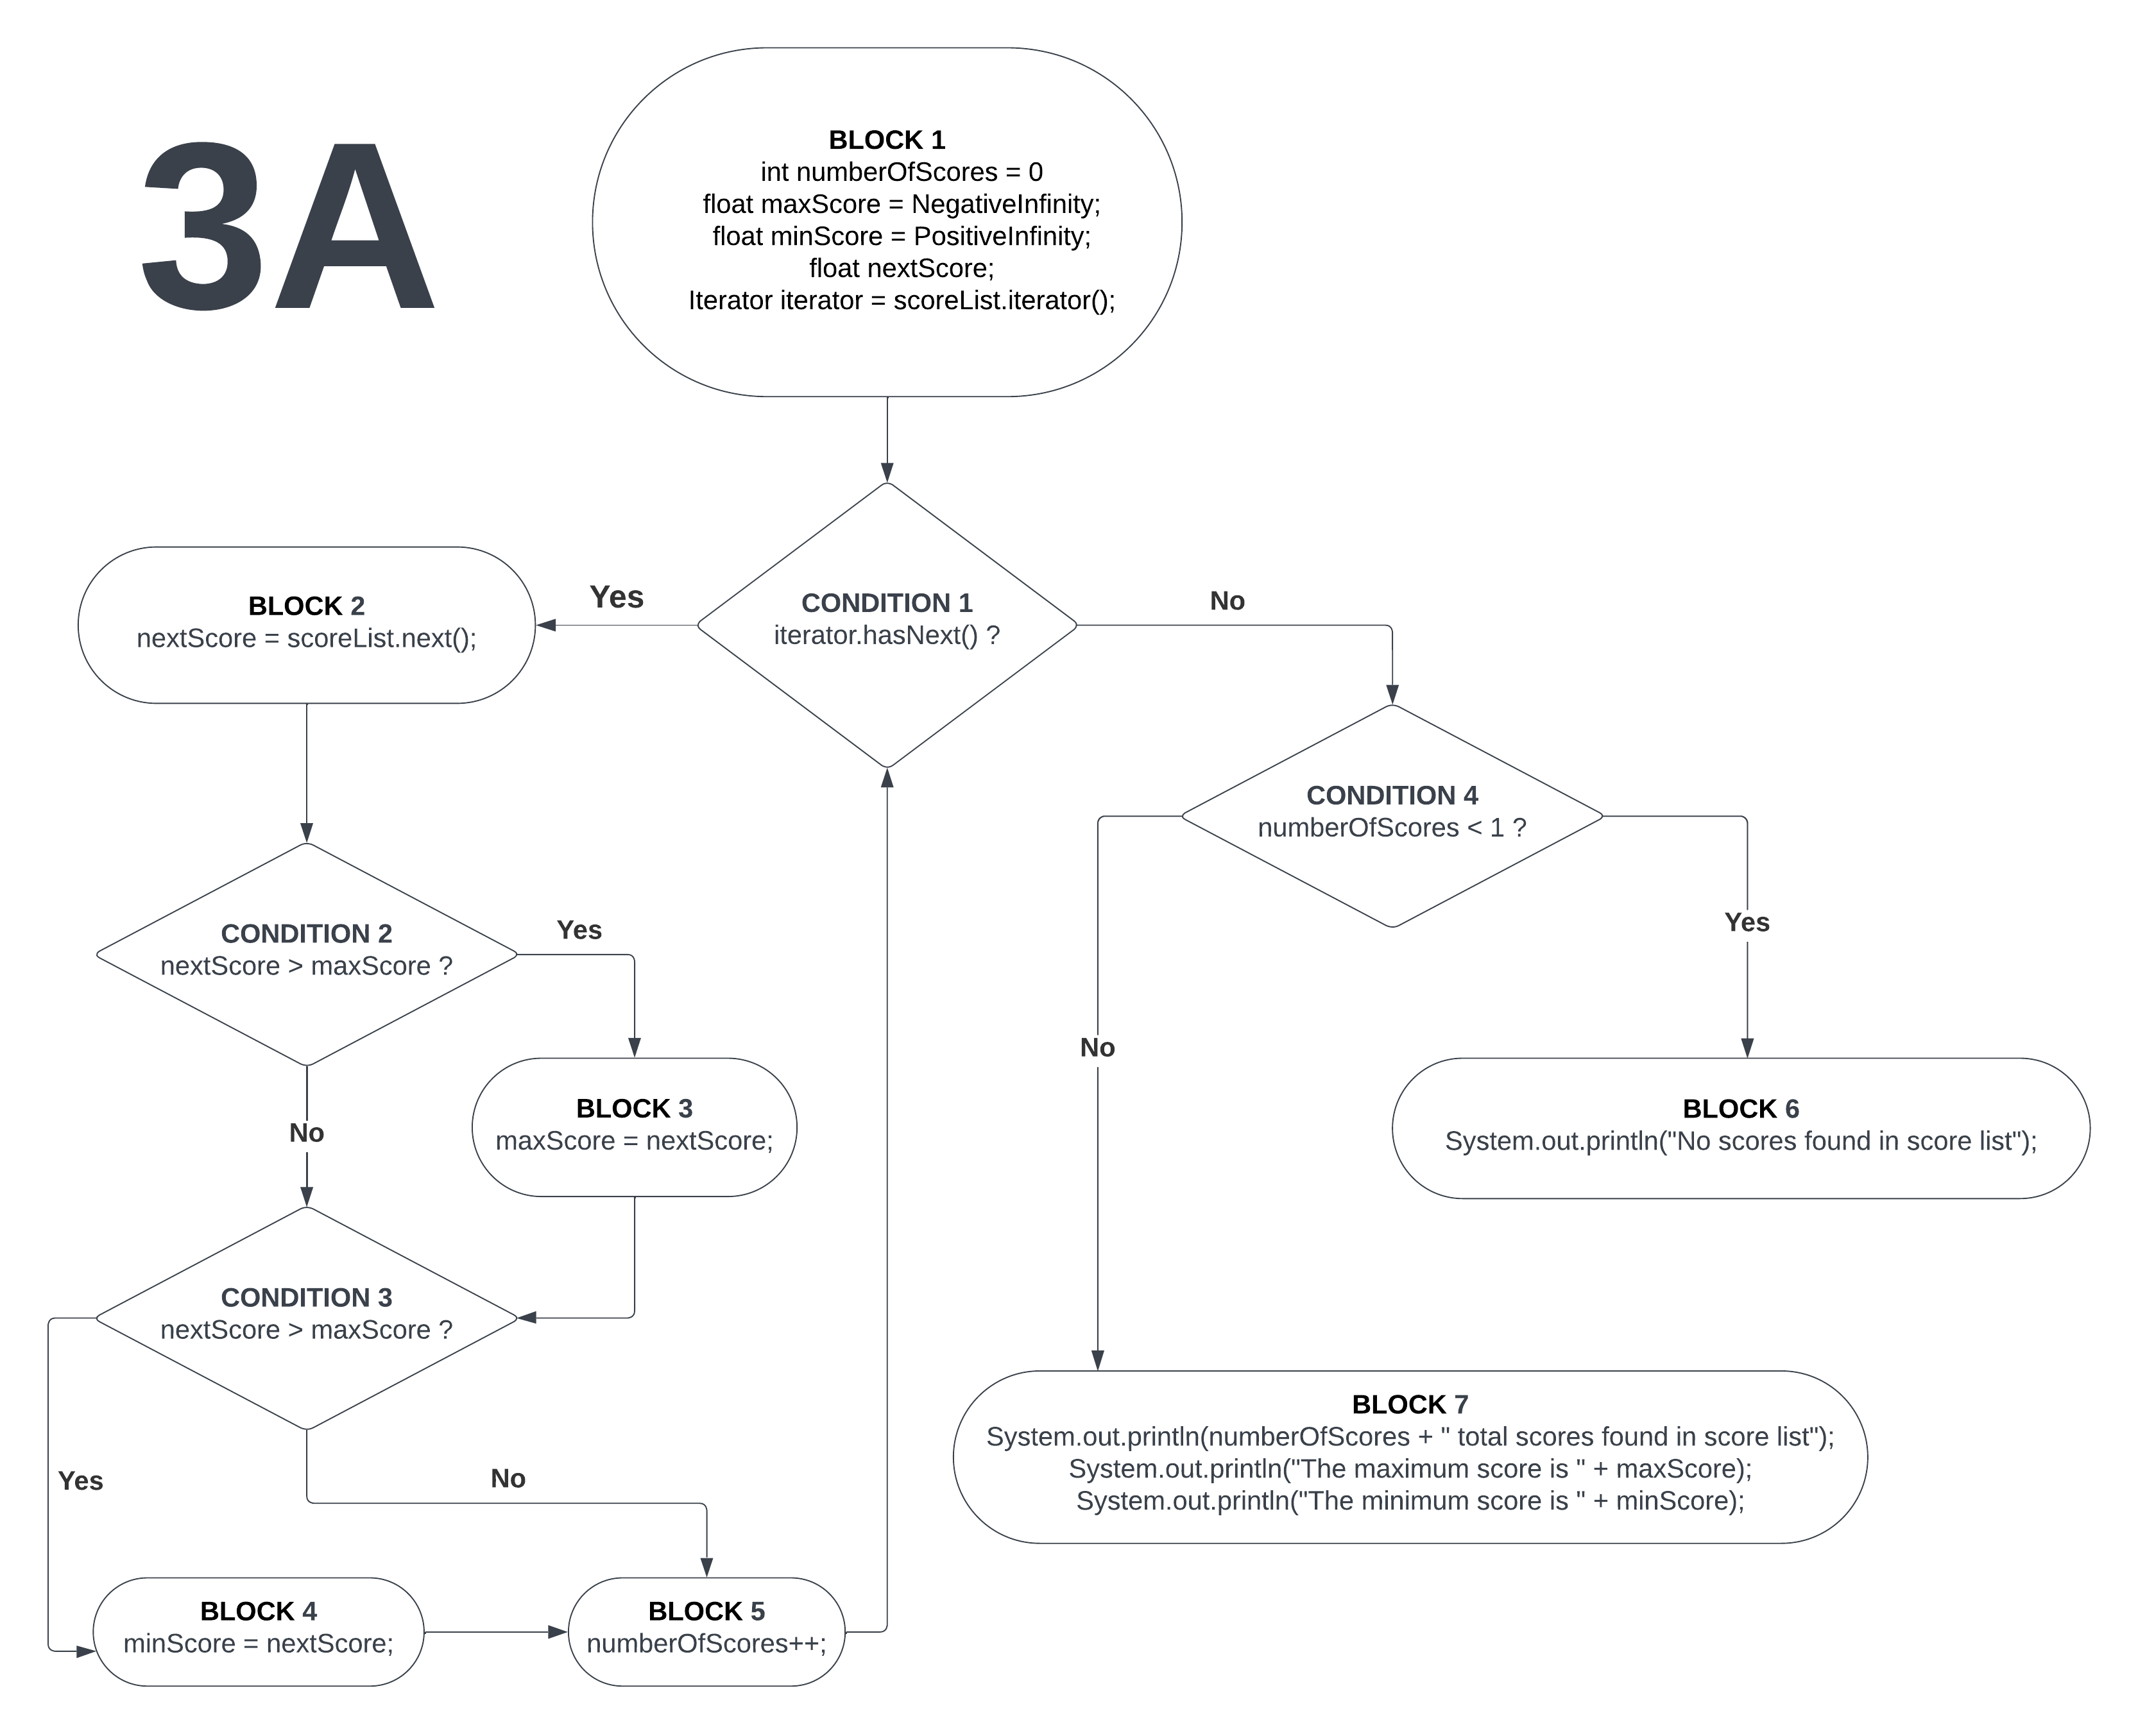 3A
BLOCK 1
int numberOfScores = 0
float maxScore = NegativeInfinity;
float minScore = PositiveInfinity;
float nextScore;
Iterator iterator = scoreList.iterator();
CONDITION 1
iterator.hasNext() ?
Yes
No
BLOCK 2
nextScore = scoreList.next();
CONDITION 2
nextScore > maxScore ?
Yes
No
BLOCK 3
maxScore = nextScore;
CONDITION 3
nextScore > maxScore ?
Yes
No
BLOCK 4
minScore = nextScore;
BLOCK 5
numberOfScores++;
CONDITION 4
numberOfScores < 1 ?
Yes
No
BLOCK 6
System.out.println("No scores found in score list");
BLOCK 7
System.out.println(numberOfScores + " total scores found in score list");
System.out.println("The maximum score is " + maxScore);
System.out.println("The minimum score is " + minScore);